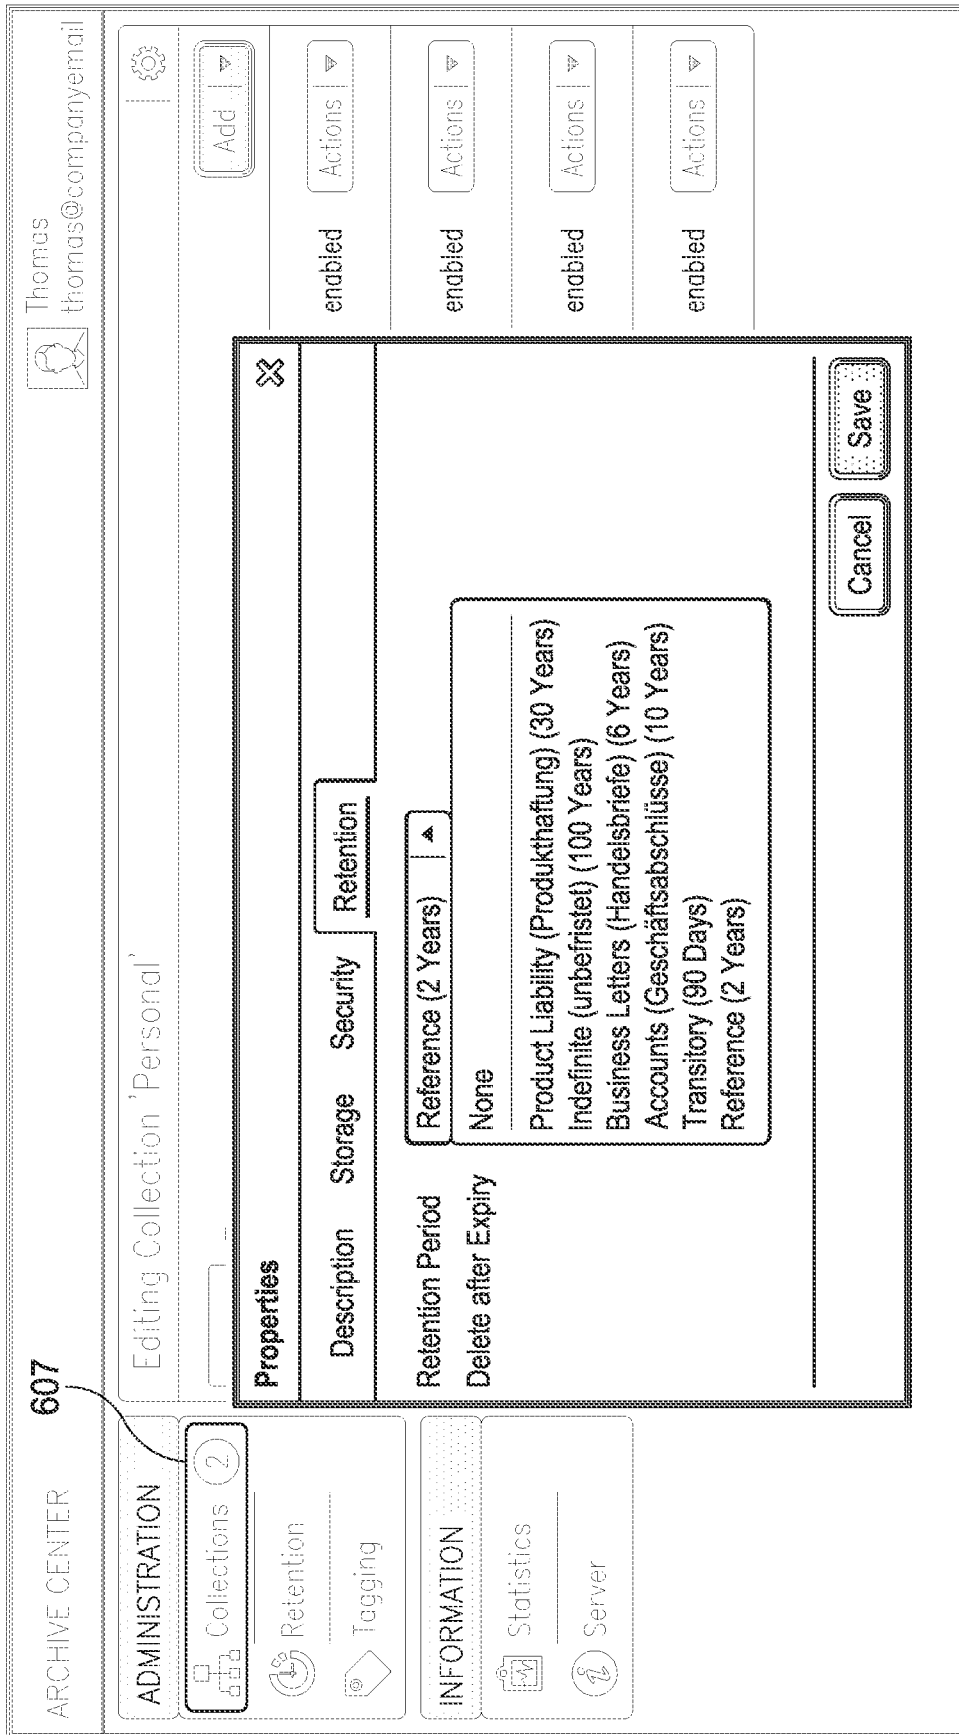 607
ARCHIVE CENTER
Thomas
thomas@companyemail
ADMINISTRATION
Collections 2
Retention
Tagging
INFORMATION
Statistics
Server
Editing Collection 'Personal'
Add
enabled Actions
enabled Actions
enabled Actions
enabled Actions
Properties
Description Storage Security Retention
Retention Period Reference (2 Years)
Delete after Expiry
None
Product Liability (Produkthaftung) (30 Years)
Indefinite (unbefristet) (100 Years)
Business Letters (Handelsbriefe) (6 Years)
Accounts (Geschäftsabschlüsse) (10 Years)
Transitory (90 Days)
Reference (2 Years)
Cancel Save